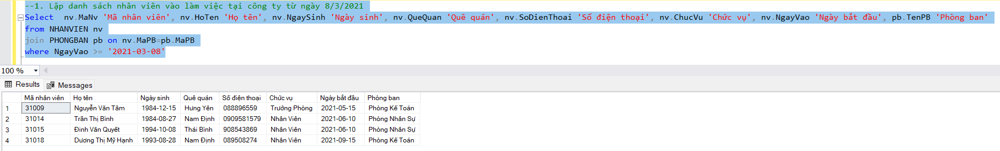 --1. Lập danh sách nhân viên vào làm việc tại công ty từ ngày 8/3/2021
Select  nv.MaNv 'Mã nhân viên', nv.HoTen 'Họ tên', nv.NgaySinh 'Ngày sinh', nv.QueQuan 'Quê quán', nv.SoDienThoai 'Số điện thoại', nv.ChucVu 'Chức vụ', nv.NgayVao 'Ngày bắt đầu', pb.TenPB 'Phòng ban'
from NHANVIEN nv
join PHONGBAN pb on nv.MaPB=pb.MaPB
where NgayVao >= '2021-03-08'
100 %
Results Messages
Mã nhân viên Họ tên Ngày sinh Quê quán Số điện thoại Chức vụ Ngày bắt đầu Phòng ban
1 31009 Nguyễn Văn Tâm 1984-12-15 Hưng Yên 088896559 Trưởng Phòng 2021-05-15 Phòng Kế Toán
2 31014 Trần Thị Bình 1984-08-27 Nam Định 0909581579 Nhân Viên 2021-06-10 Phòng Nhân Sự
3 31015 Đinh Văn Quyết 1994-10-08 Thái Bình 908543869 Nhân Viên 2021-06-10 Phòng Nhân Sự
4 31018 Dương Thị Mỹ Hạnh 1993-08-28 Nam Định 089508274 Nhân Viên 2021-09-15 Phòng Kế Toán